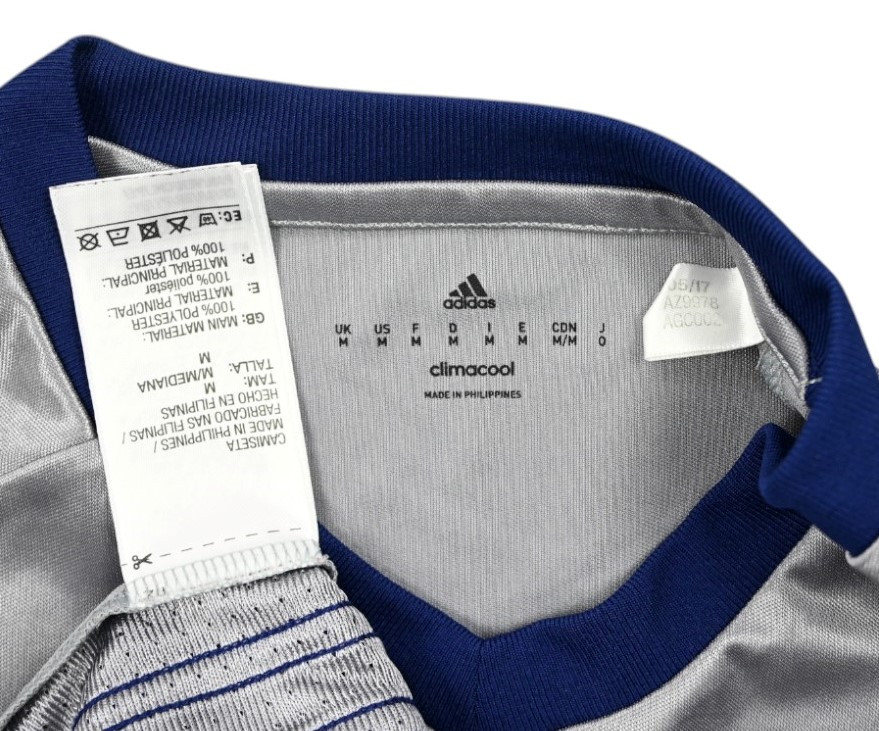 adidas
UK US F D I E CDN J
M M M M M M M/M O
climacool
MADE IN PHILIPPINES
05/17
AZ9978
CAMISETA
MADE IN PHILIPPINES /
FABRICADO NAS FILIPINAS /
HECHO EN FILIPINAS
TAM: M
TALLA: M/MEDIANA
M
GB: MAIN MATERIAL:
100% POLYESTER
E: MATERIAL PRINCIPAL:
100% poliéster
P: MATERIAL PRINCIPAL:
100% POLIÉSTER
EC: